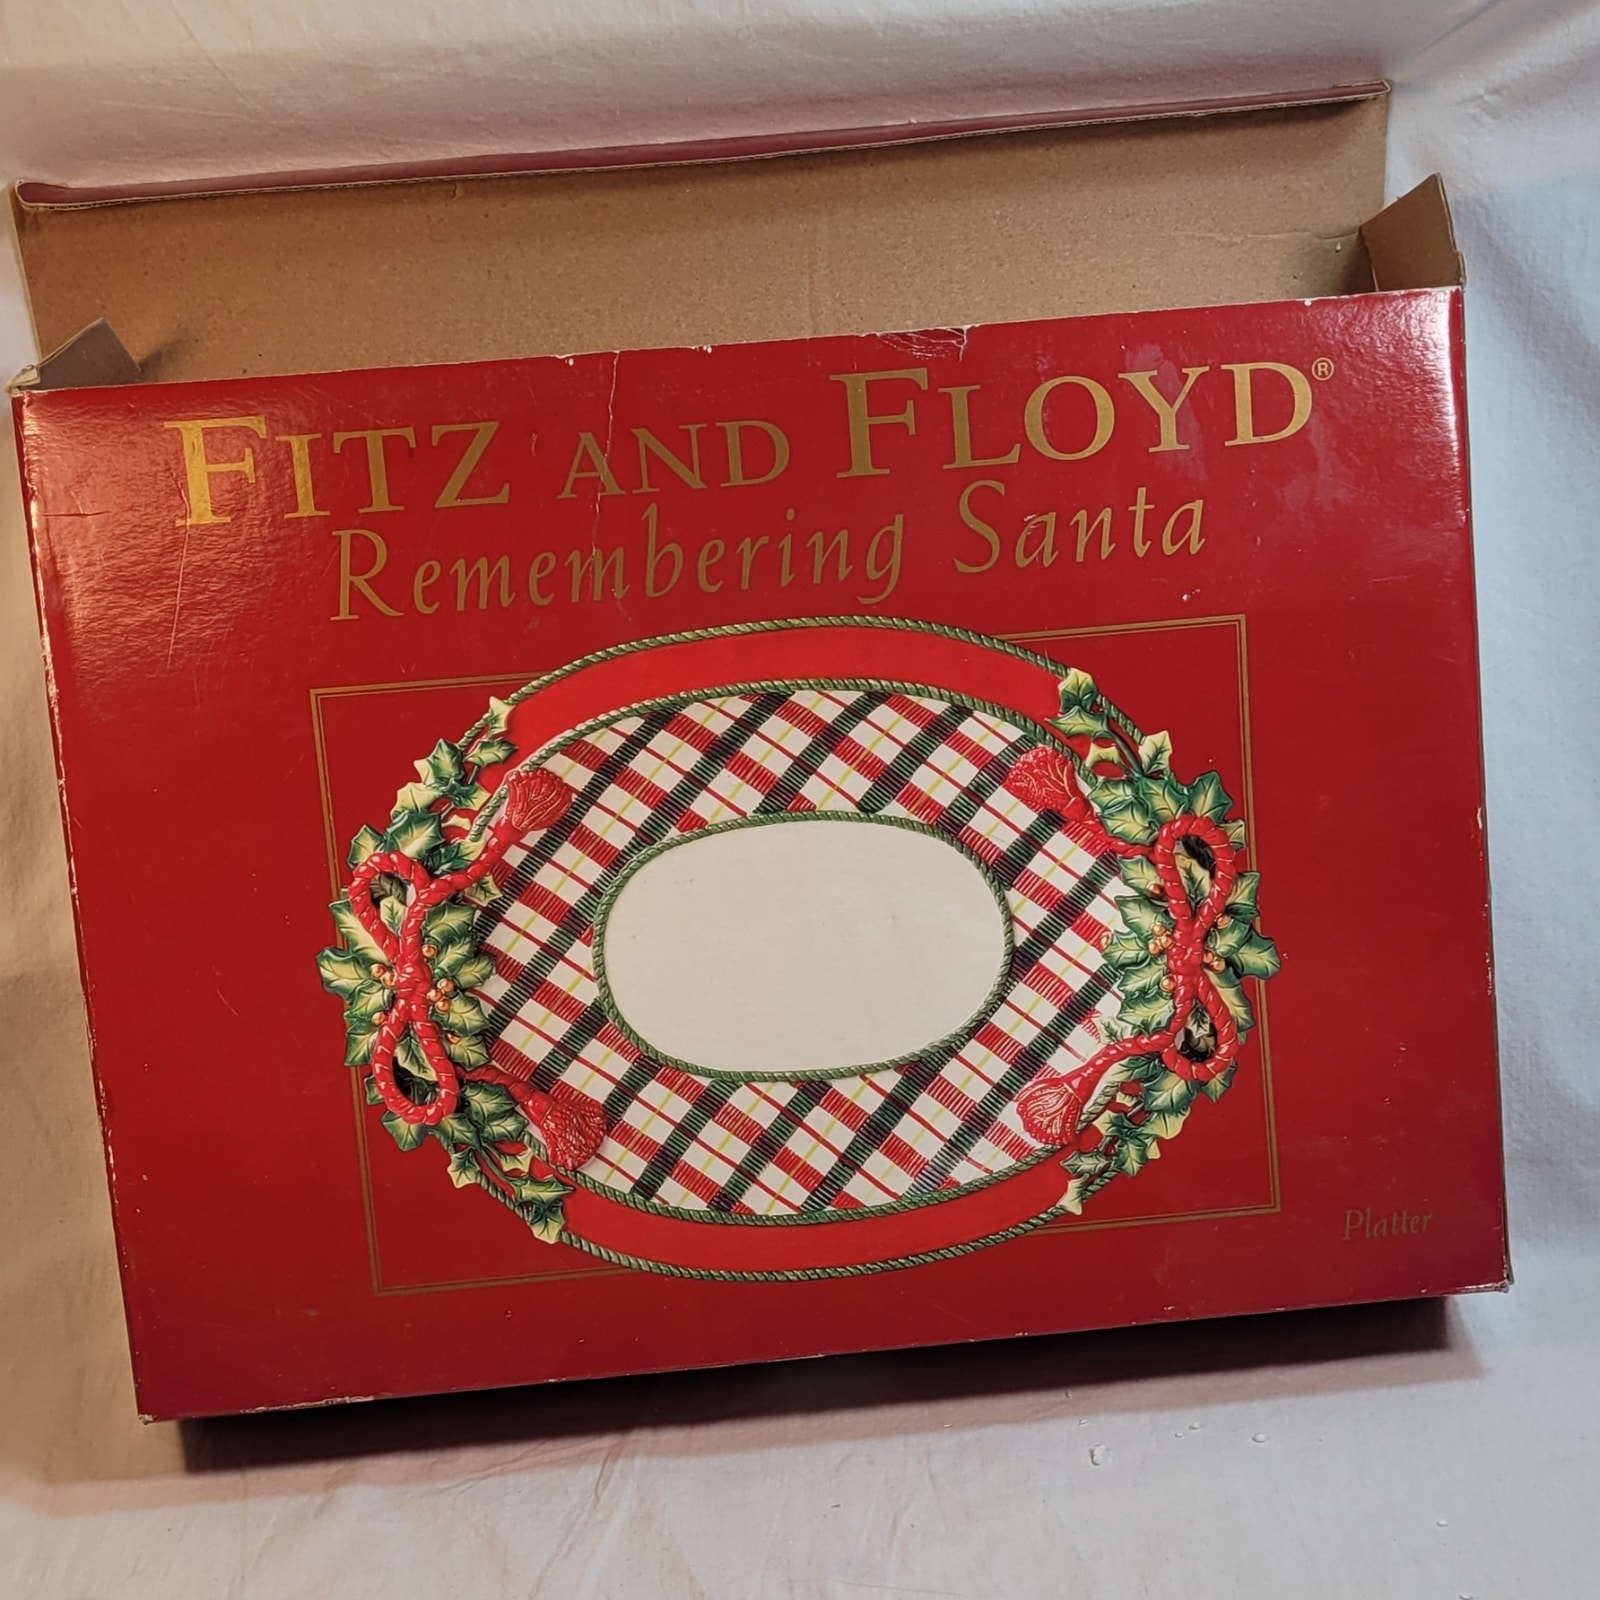 FITZ AND FLOYD®
Remembering Santa
Platter